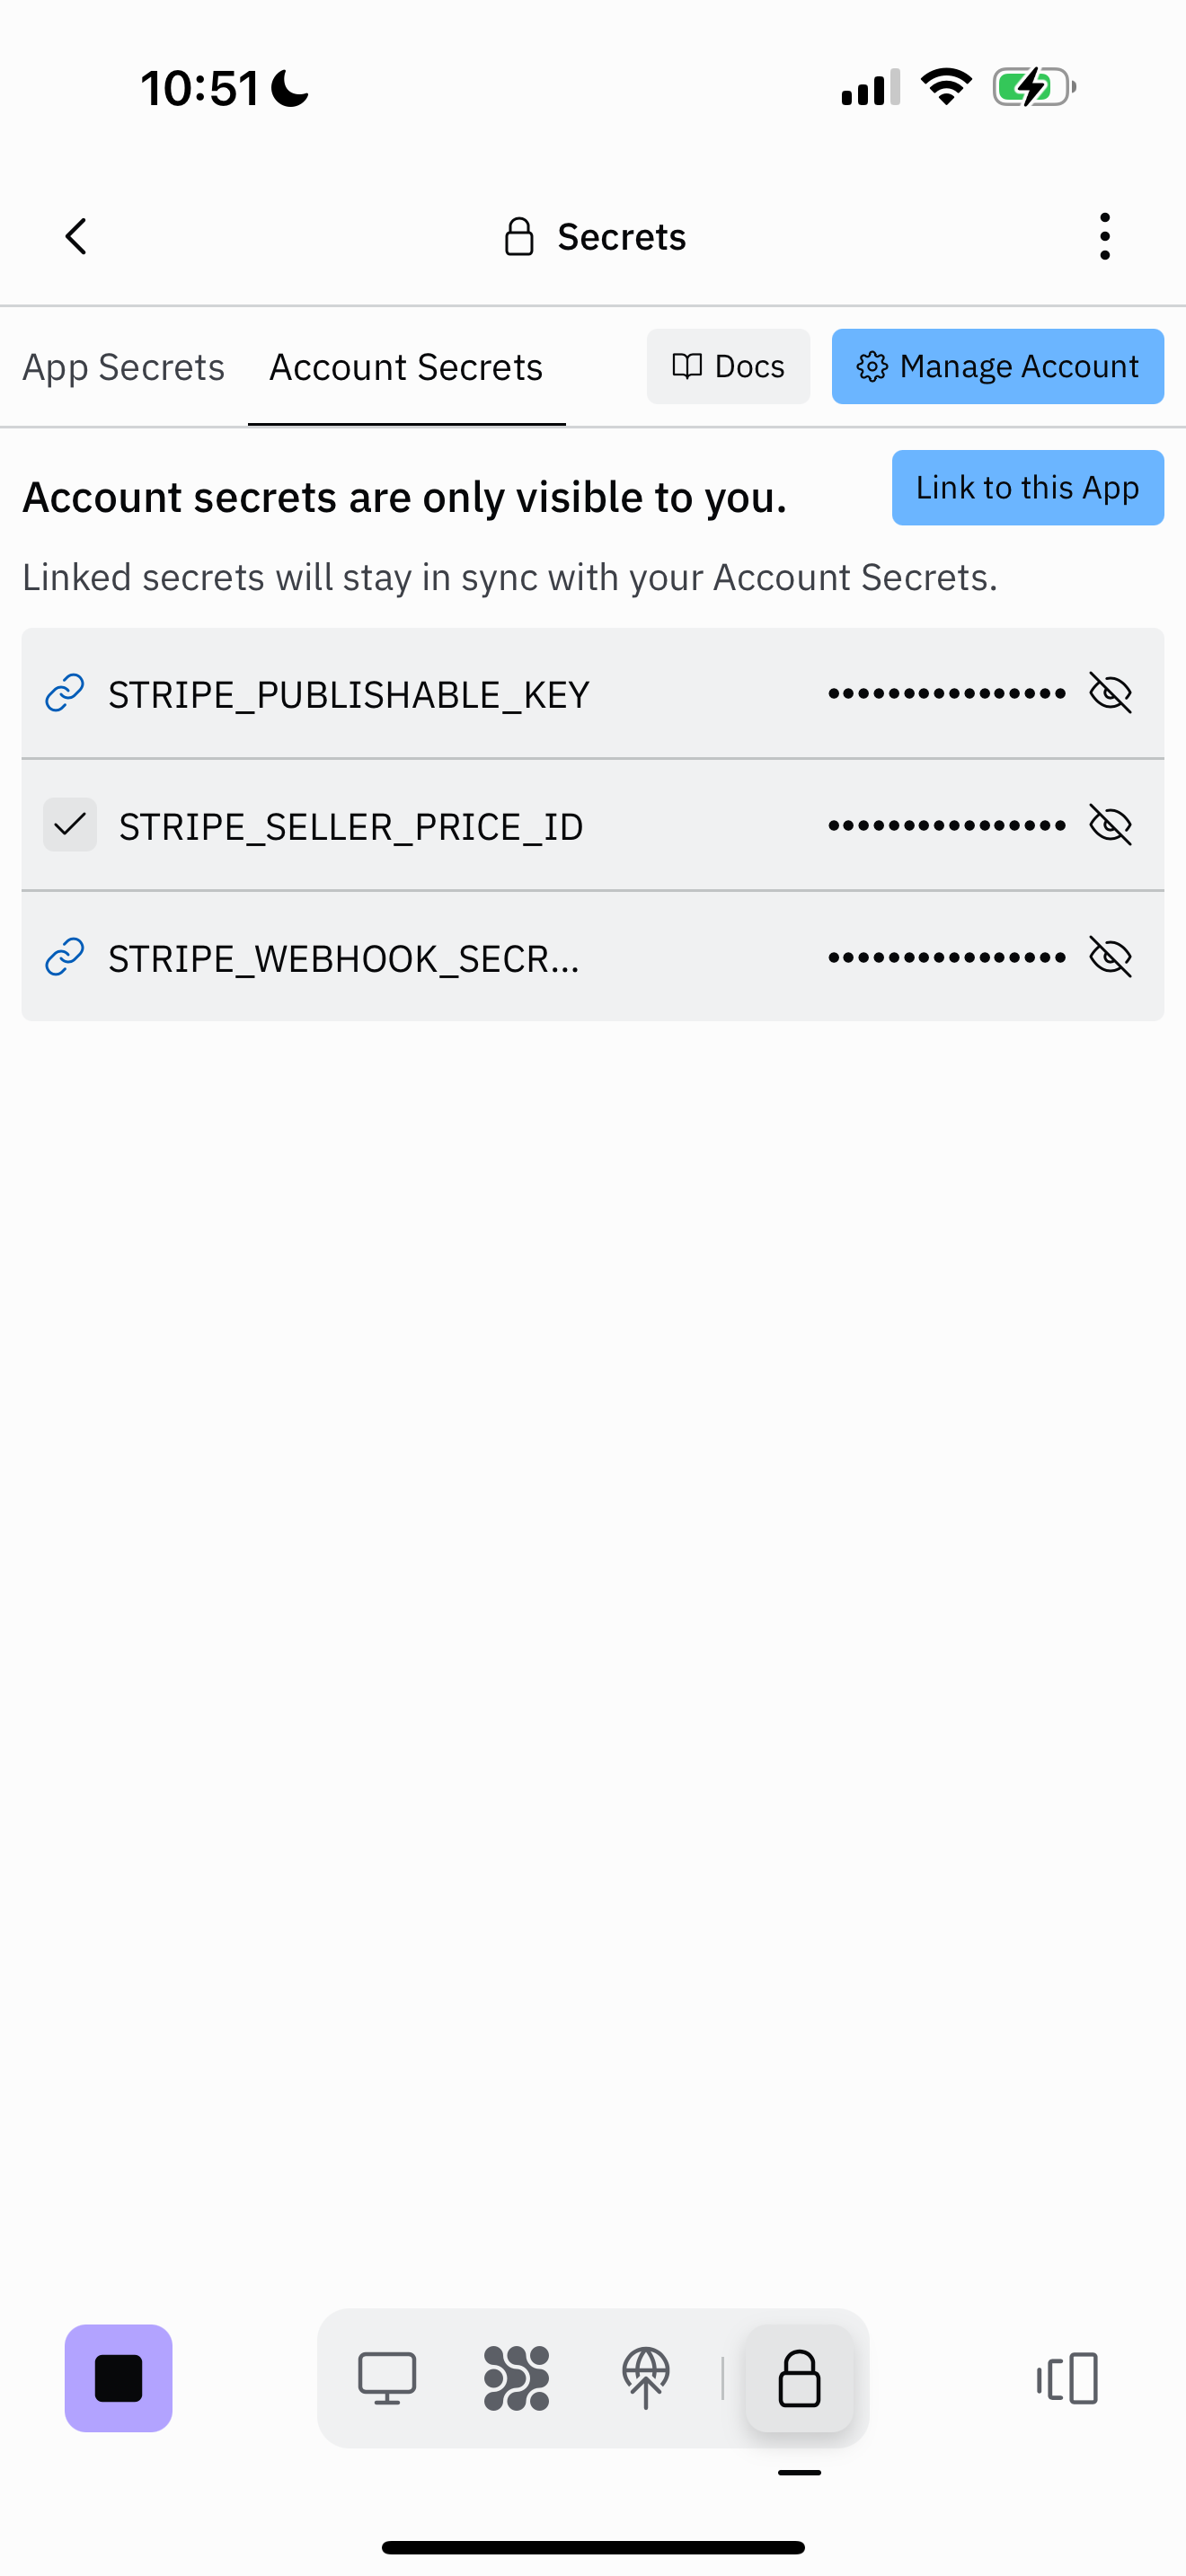 10:51
Secrets
App Secrets Account Secrets Docs Manage Account
Account secrets are only visible to you. Link to this App
Linked secrets will stay in sync with your Account Secrets.
STRIPE_PUBLISHABLE_KEY ••••••••••••••••
STRIPE_SELLER_PRICE_ID ••••••••••••••••
STRIPE_WEBHOOK_SECR... ••••••••••••••••